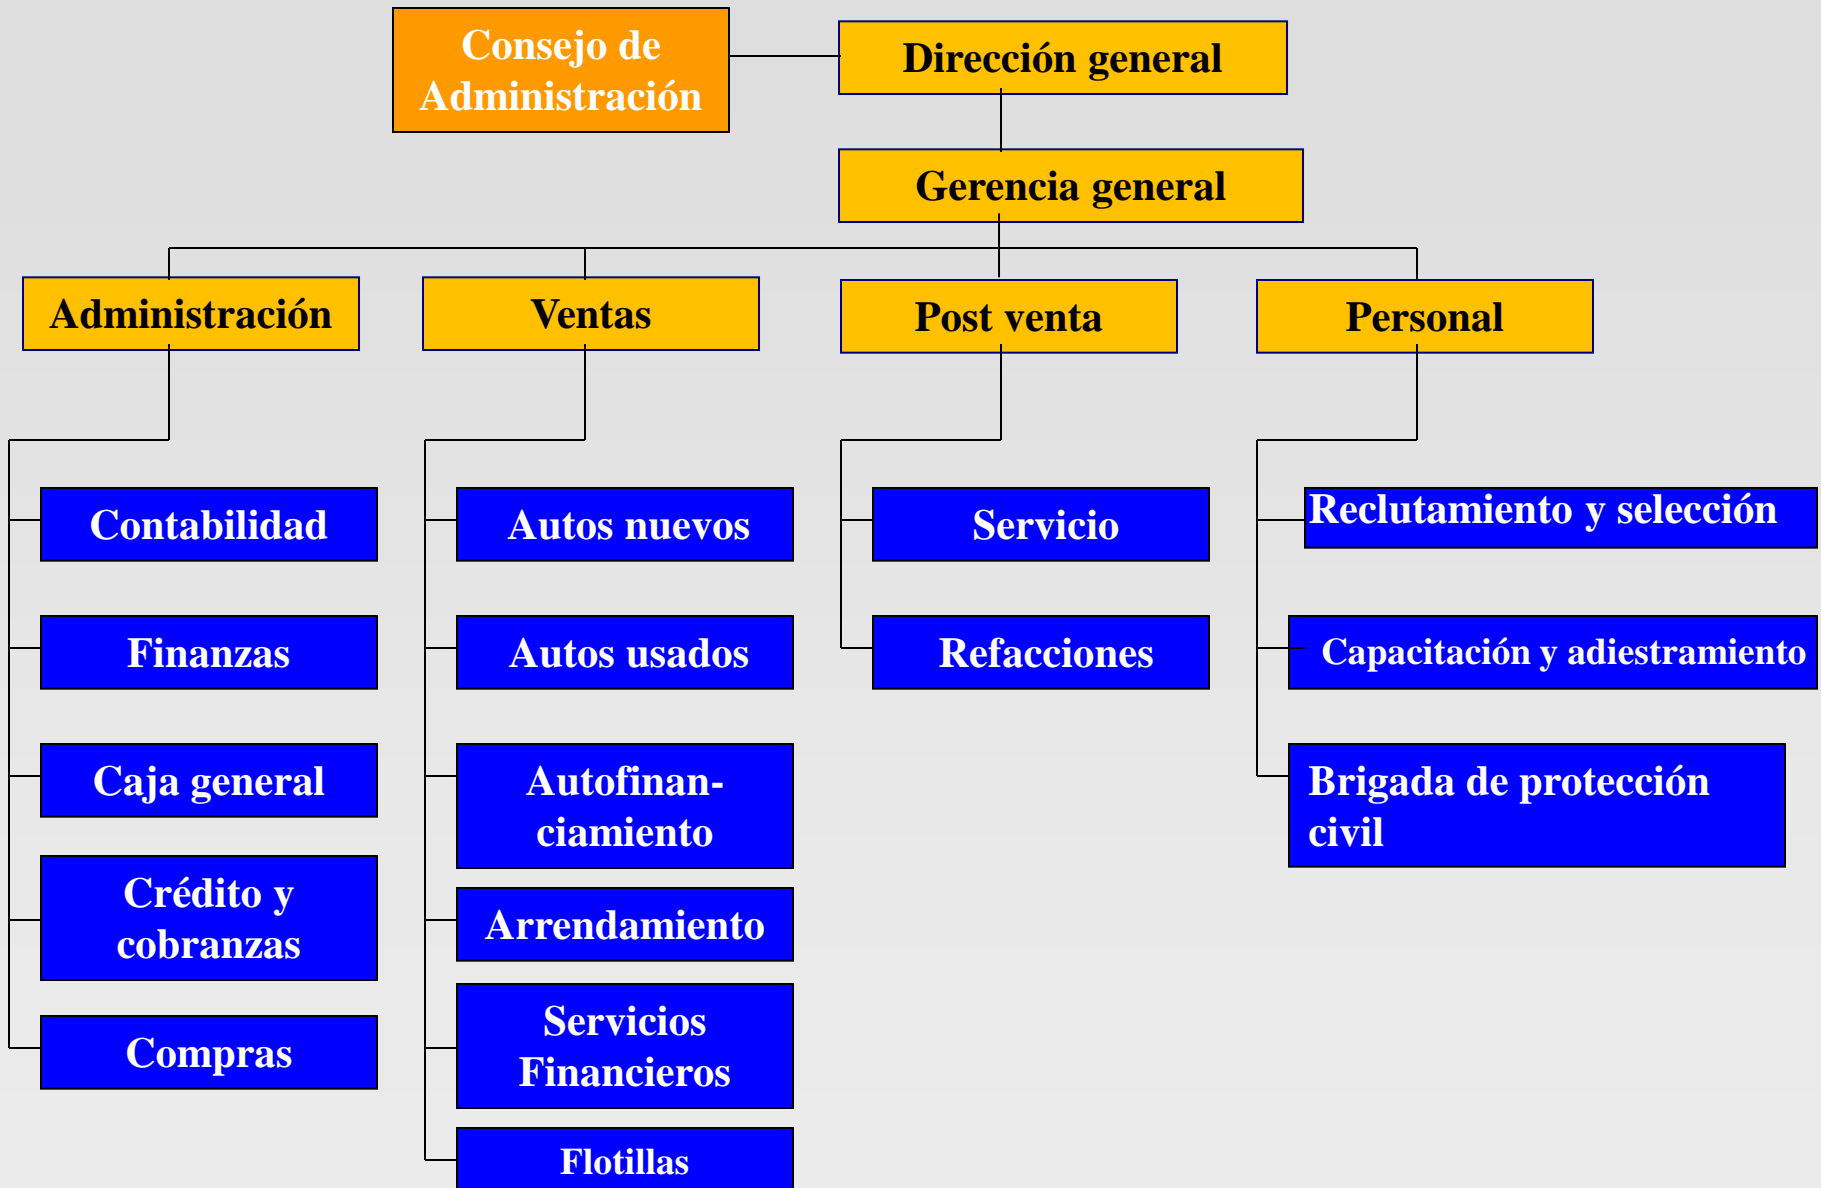 Consejo de
Administración
Dirección general
Gerencia general
Administración
Ventas
Post venta
Personal
Contabilidad
Finanzas
Caja general
Crédito y
cobranzas
Compras
Autos nuevos
Autos usados
Autofinan-
ciamiento
Arrendamiento
Servicios
Financieros
Flotillas
Servicio
Refacciones
Reclutamiento y selección
Capacitación y adiestramiento
Brigada de protección
civil